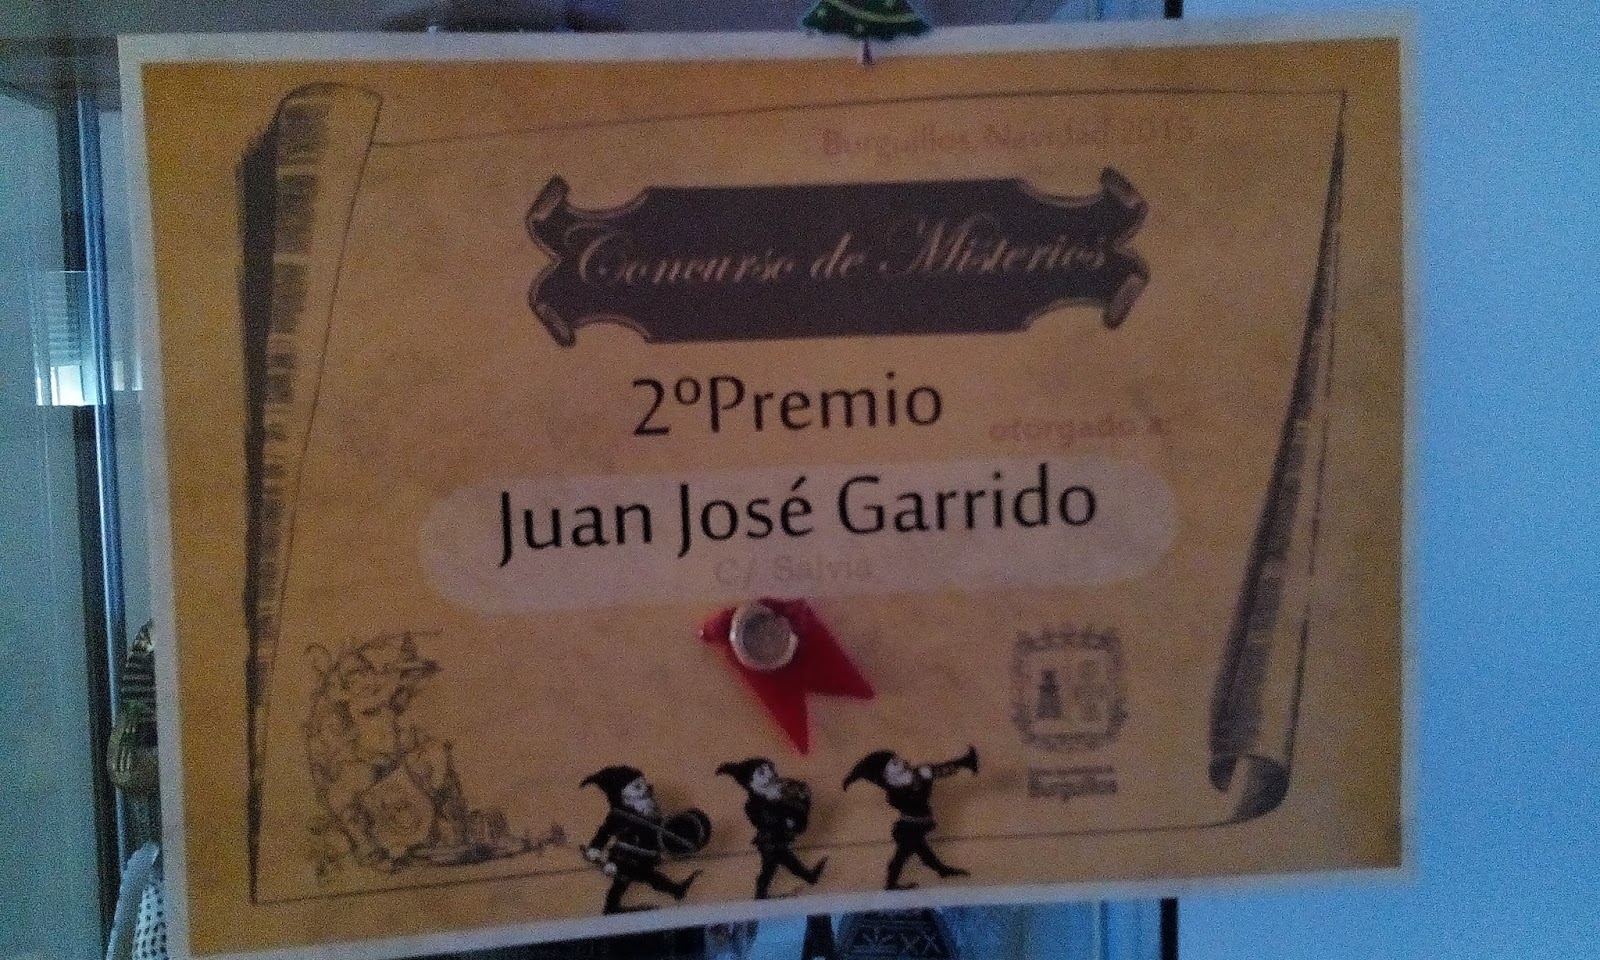 Burguillos Navidad 2015
Concurso de Misterios
2ºPremio
otorgado a:
Juan José Garrido
C/ Salvia
Burguillos